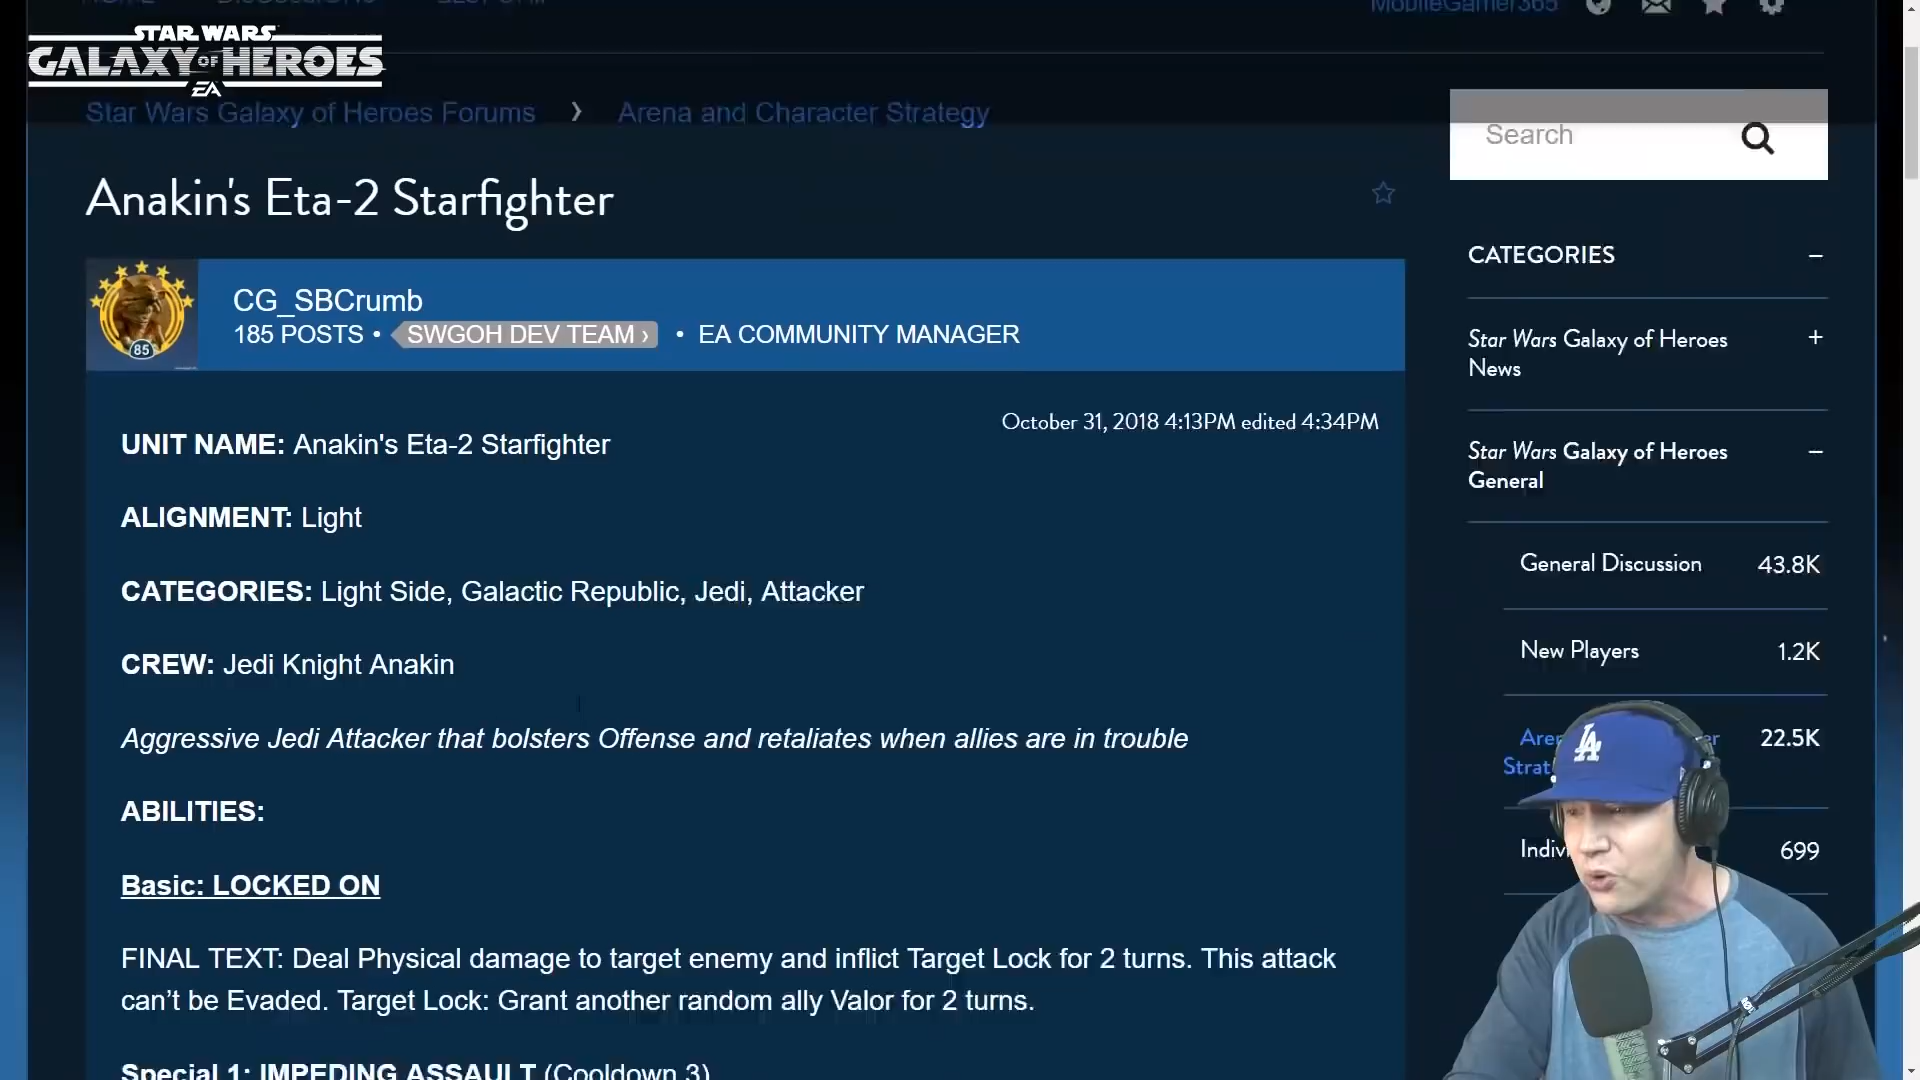 MobileGamer365
STAR WARS
GALAXY OF HEROES
EA
Star Wars Galaxy of Heroes Forums › Arena and Character Strategy
Search
Anakin's Eta-2 Starfighter
CG_SBCrumb
185 POSTS • SWGOH DEV TEAM › • EA COMMUNITY MANAGER
85
October 31, 2018 4:13PM edited 4:34PM
UNIT NAME: Anakin's Eta-2 Starfighter
ALIGNMENT: Light
CATEGORIES: Light Side, Galactic Republic, Jedi, Attacker
CREW: Jedi Knight Anakin
Aggressive Jedi Attacker that bolsters Offense and retaliates when allies are in trouble
ABILITIES:
Basic: LOCKED ON
FINAL TEXT: Deal Physical damage to target enemy and inflict Target Lock for 2 turns. This attack
can’t be Evaded. Target Lock: Grant another random ally Valor for 2 turns.
Special 1: IMPEDING ASSAULT (Cooldown 3)
CATEGORIES –
Star Wars Galaxy of Heroes +
News
Star Wars Galaxy of Heroes –
General
General Discussion 43.8K
New Players 1.2K
22.5K
699
LA